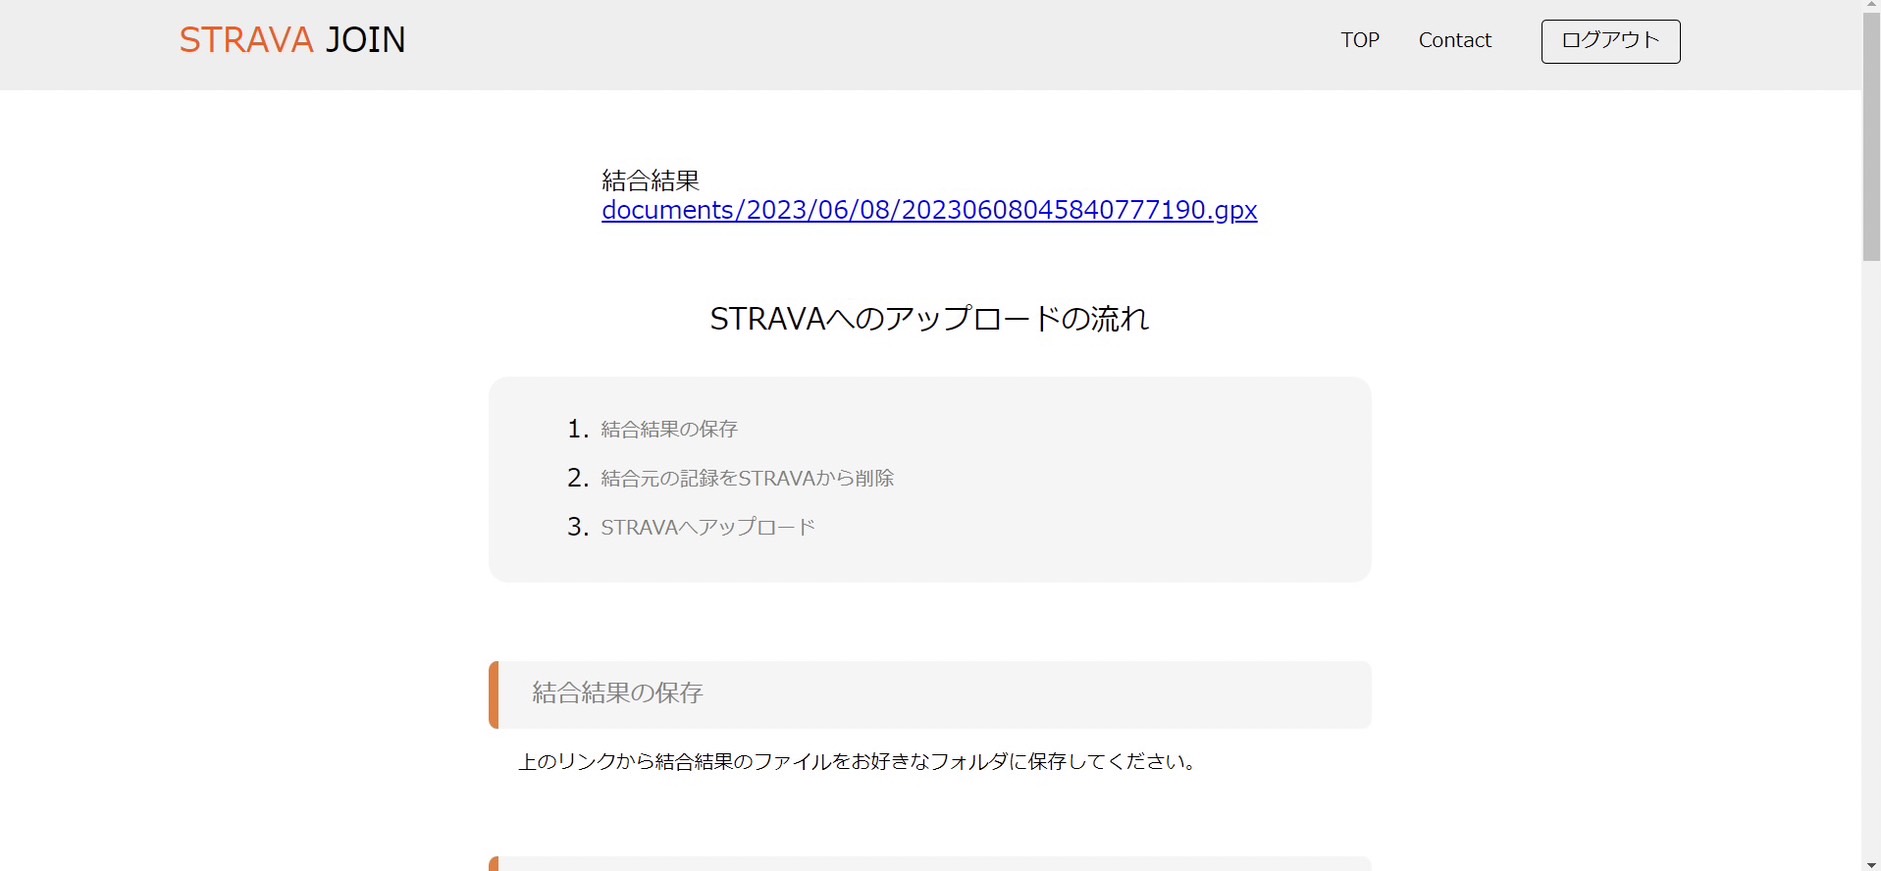 STRAVA JOIN
TOP Contact ログアウト
結合結果
documents/2023/06/08/20230608045840777190.gpx
STRAVAへのアップロードの流れ
1. 結合結果の保存
2. 結合元の記録をSTRAVAから削除
3. STRAVAへアップロード
結合結果の保存
上のリンクから結合結果のファイルをお好きなフォルダに保存してください。